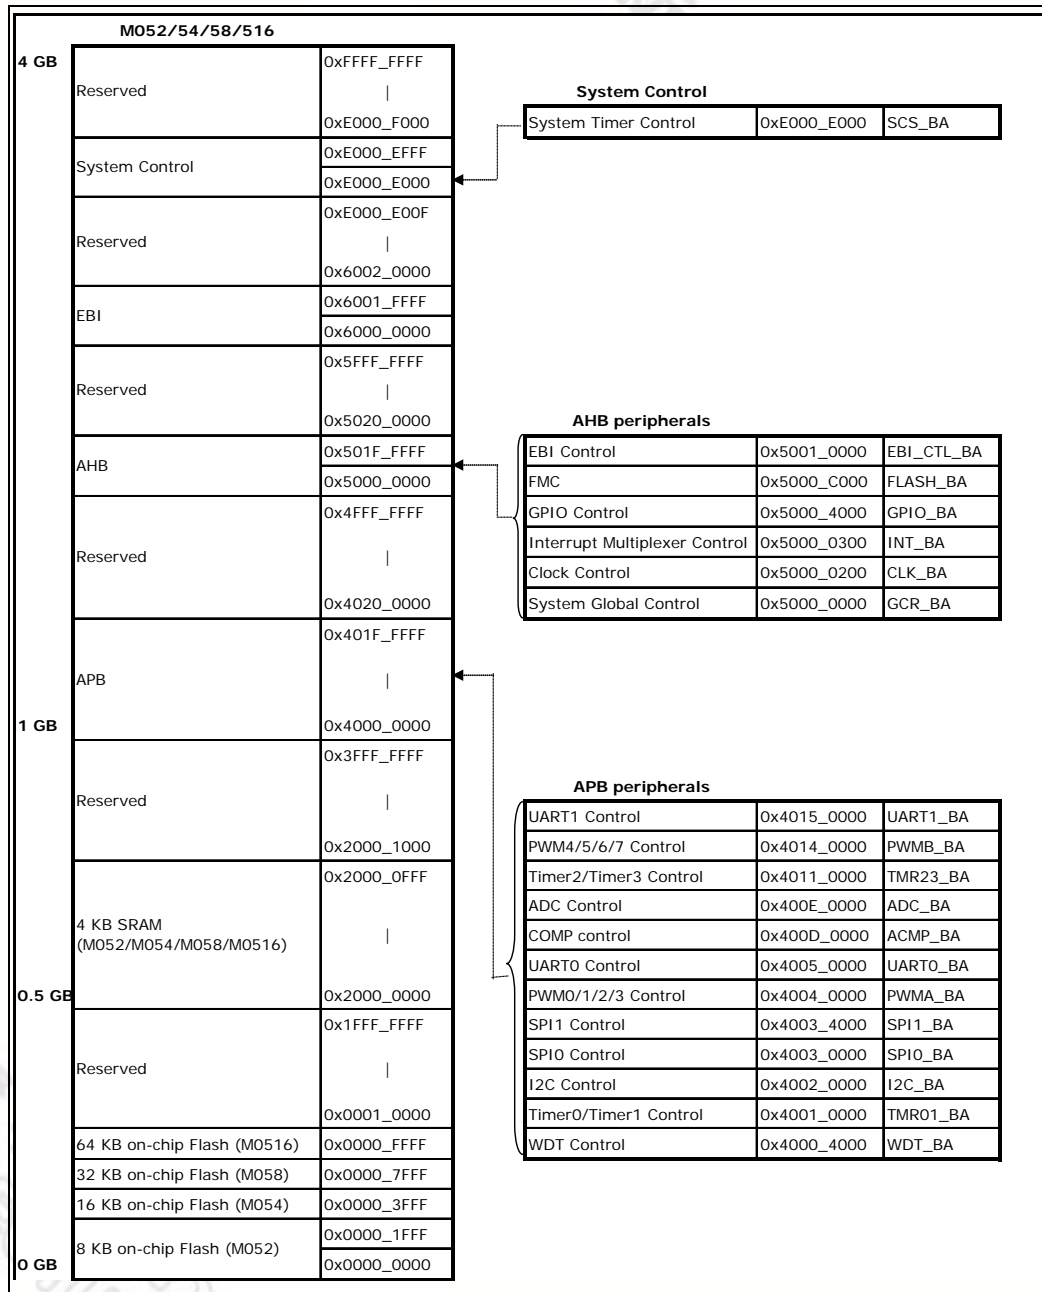 M052/54/58/516
4 GB
Reserved
0xFFFF_FFFF
|
0xE000_F000
System Control
0xE000_EFFF
0xE000_E000
Reserved
0xE000_E00F
|
0x6002_0000
EBI
0x6001_FFFF
0x6000_0000
Reserved
0x5FFF_FFFF
|
0x5020_0000
AHB
0x501F_FFFF
0x5000_0000
Reserved
0x4FFF_FFFF
|
0x4020_0000
APB
0x401F_FFFF
|
1 GB
0x4000_0000
Reserved
0x3FFF_FFFF
|
0x2000_1000
4 KB SRAM
(M052/M054/M058/M0516)
0x2000_0FFF
|
0.5 GB
0x2000_0000
Reserved
0x1FFF_FFFF
|
0x0001_0000
64 KB on-chip Flash (M0516) 0x0000_FFFF
32 KB on-chip Flash (M058) 0x0000_7FFF
16 KB on-chip Flash (M054) 0x0000_3FFF
8 KB on-chip Flash (M052)
0x0000_1FFF
0 GB
0x0000_0000
System Control
System Timer Control 0xE000_E000 SCS_BA
AHB peripherals
EBI Control 0x5001_0000 EBI_CTL_BA
FMC 0x5000_C000 FLASH_BA
GPIO Control 0x5000_4000 GPIO_BA
Interrupt Multiplexer Control 0x5000_0300 INT_BA
Clock Control 0x5000_0200 CLK_BA
System Global Control 0x5000_0000 GCR_BA
APB peripherals
UART1 Control 0x4015_0000 UART1_BA
PWM4/5/6/7 Control 0x4014_0000 PWMB_BA
Timer2/Timer3 Control 0x4011_0000 TMR23_BA
ADC Control 0x400E_0000 ADC_BA
COMP control 0x400D_0000 ACMP_BA
UART0 Control 0x4005_0000 UART0_BA
PWM0/1/2/3 Control 0x4004_0000 PWMA_BA
SPI1 Control 0x4003_4000 SPI1_BA
SPI0 Control 0x4003_0000 SPI0_BA
I2C Control 0x4002_0000 I2C_BA
Timer0/Timer1 Control 0x4001_0000 TMR01_BA
WDT Control 0x4000_4000 WDT_BA